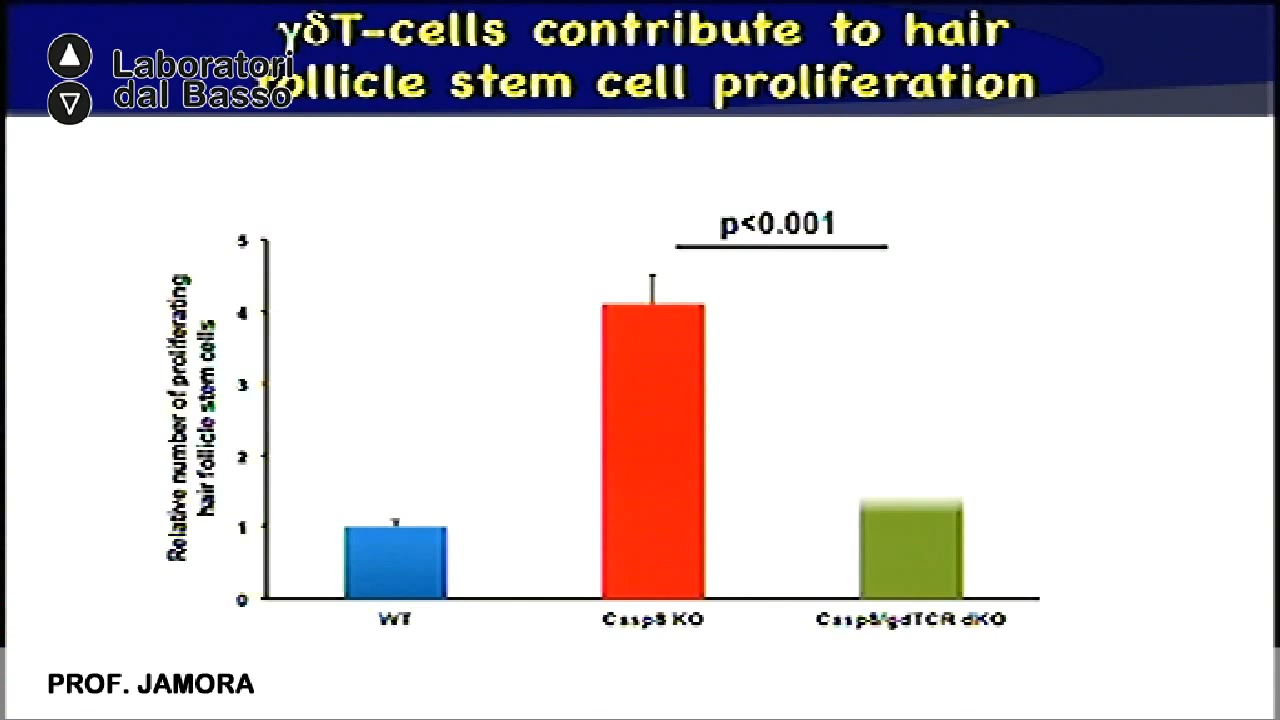 γδT-cells contribute to hair
follicle stem cell proliferation
Laboratori
dal Basso
p<0.001
5
4
3
2
1
0
Relative number of proliferating
hair follicle stem cells
WT
Casp8 KO
Casp8/gdTCR dKO
PROF. JAMORA